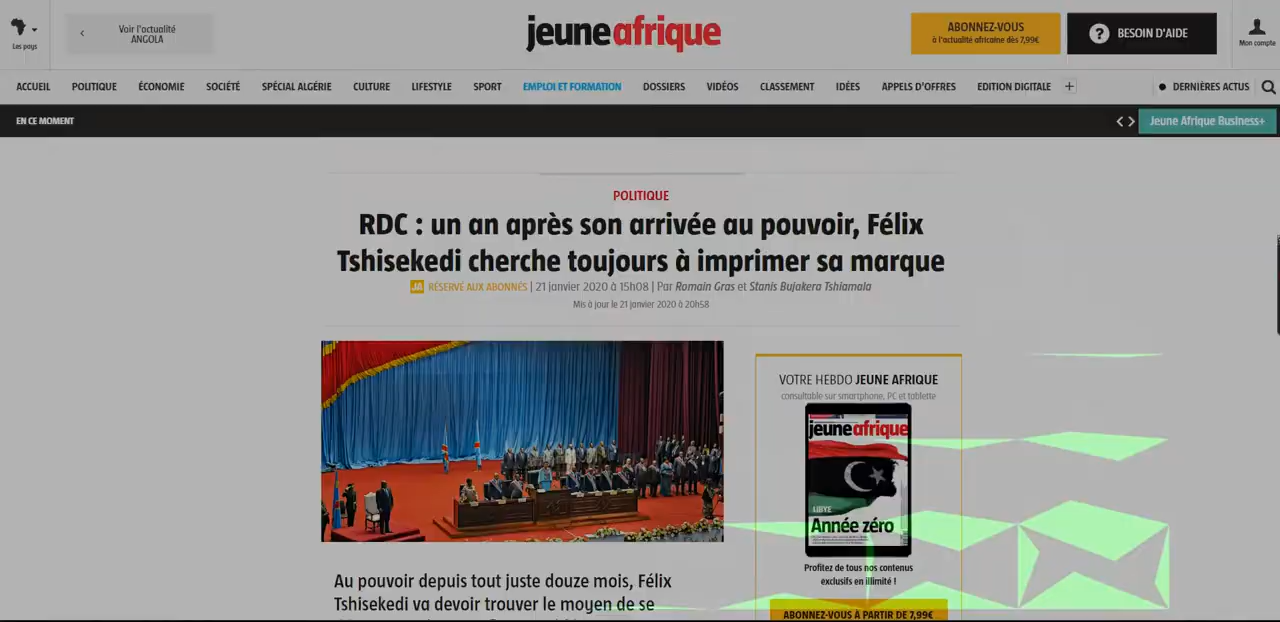 Les pays
Voir l'actualité
ANGOLA
jeuneafrique
ABONNEZ-VOUS
à l'actualité africaine dès 7,99€
? BESOIN D'AIDE
Mon compte
ACCUEIL POLITIQUE ÉCONOMIE SOCIÉTÉ SPÉCIAL ALGÉRIE CULTURE LIFESTYLE SPORT EMPLOI ET FORMATION DOSSIERS VIDÉOS CLASSEMENT IDÉES APPELS D'OFFRES EDITION DIGITALE + DERNIÈRES ACTUS
EN CE MOMENT
Jeune Afrique Business+
POLITIQUE
RDC : un an après son arrivée au pouvoir, Félix
Tshisekedi cherche toujours à imprimer sa marque
JA RÉSERVÉ AUX ABONNÉS | 21 janvier 2020 à 15h08 | Par Romain Gras et Stanis Bujakera Tshiamala
Mis à jour le 21 janvier 2020 à 20h58
VOTRE HEBDO JEUNE AFRIQUE
consultable sur smartphone, PC et tablette
jeuneafrique
LIBYE
Année zéro
Profitez de tous nos contenus
exclusifs en illimité !
ABONNEZ-VOUS À PARTIR DE 7,99€
Au pouvoir depuis tout juste douze mois, Félix
Tshisekedi va devoir trouver le moyen de se